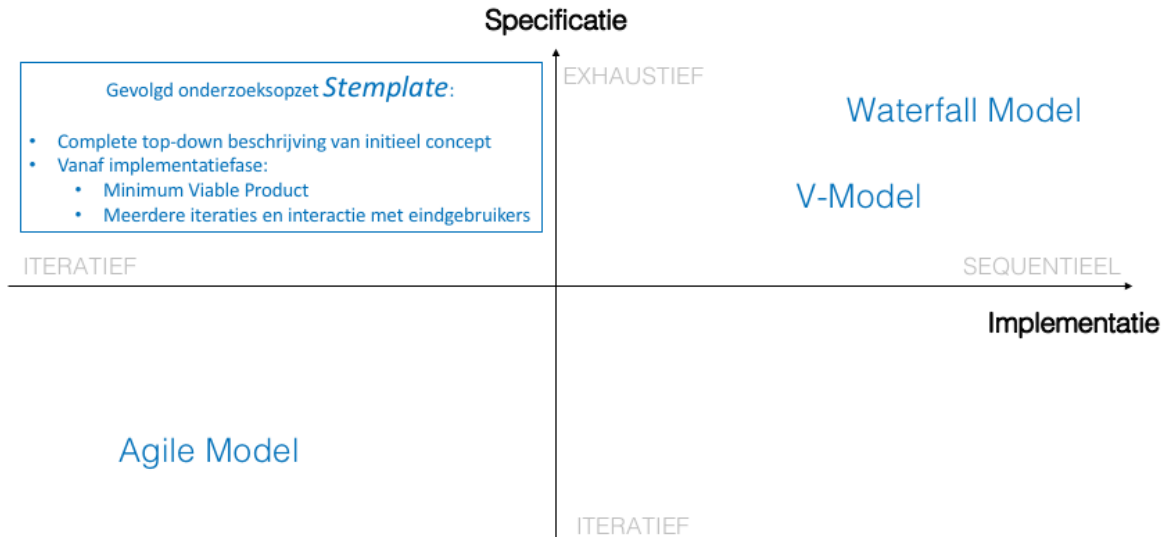 Specificatie
EXHAUSTIEF
Gevolgd onderzoeksopzet Stemplate:
• Complete top-down beschrijving van initieel concept
• Vanaf implementatiefase:
• Minimum Viable Product
• Meerdere iteraties en interactie met eindgebruikers
Waterfall Model
V-Model
ITERATIEF
SEQUENTIEEL
Implementatie
Agile Model
ITERATIEF